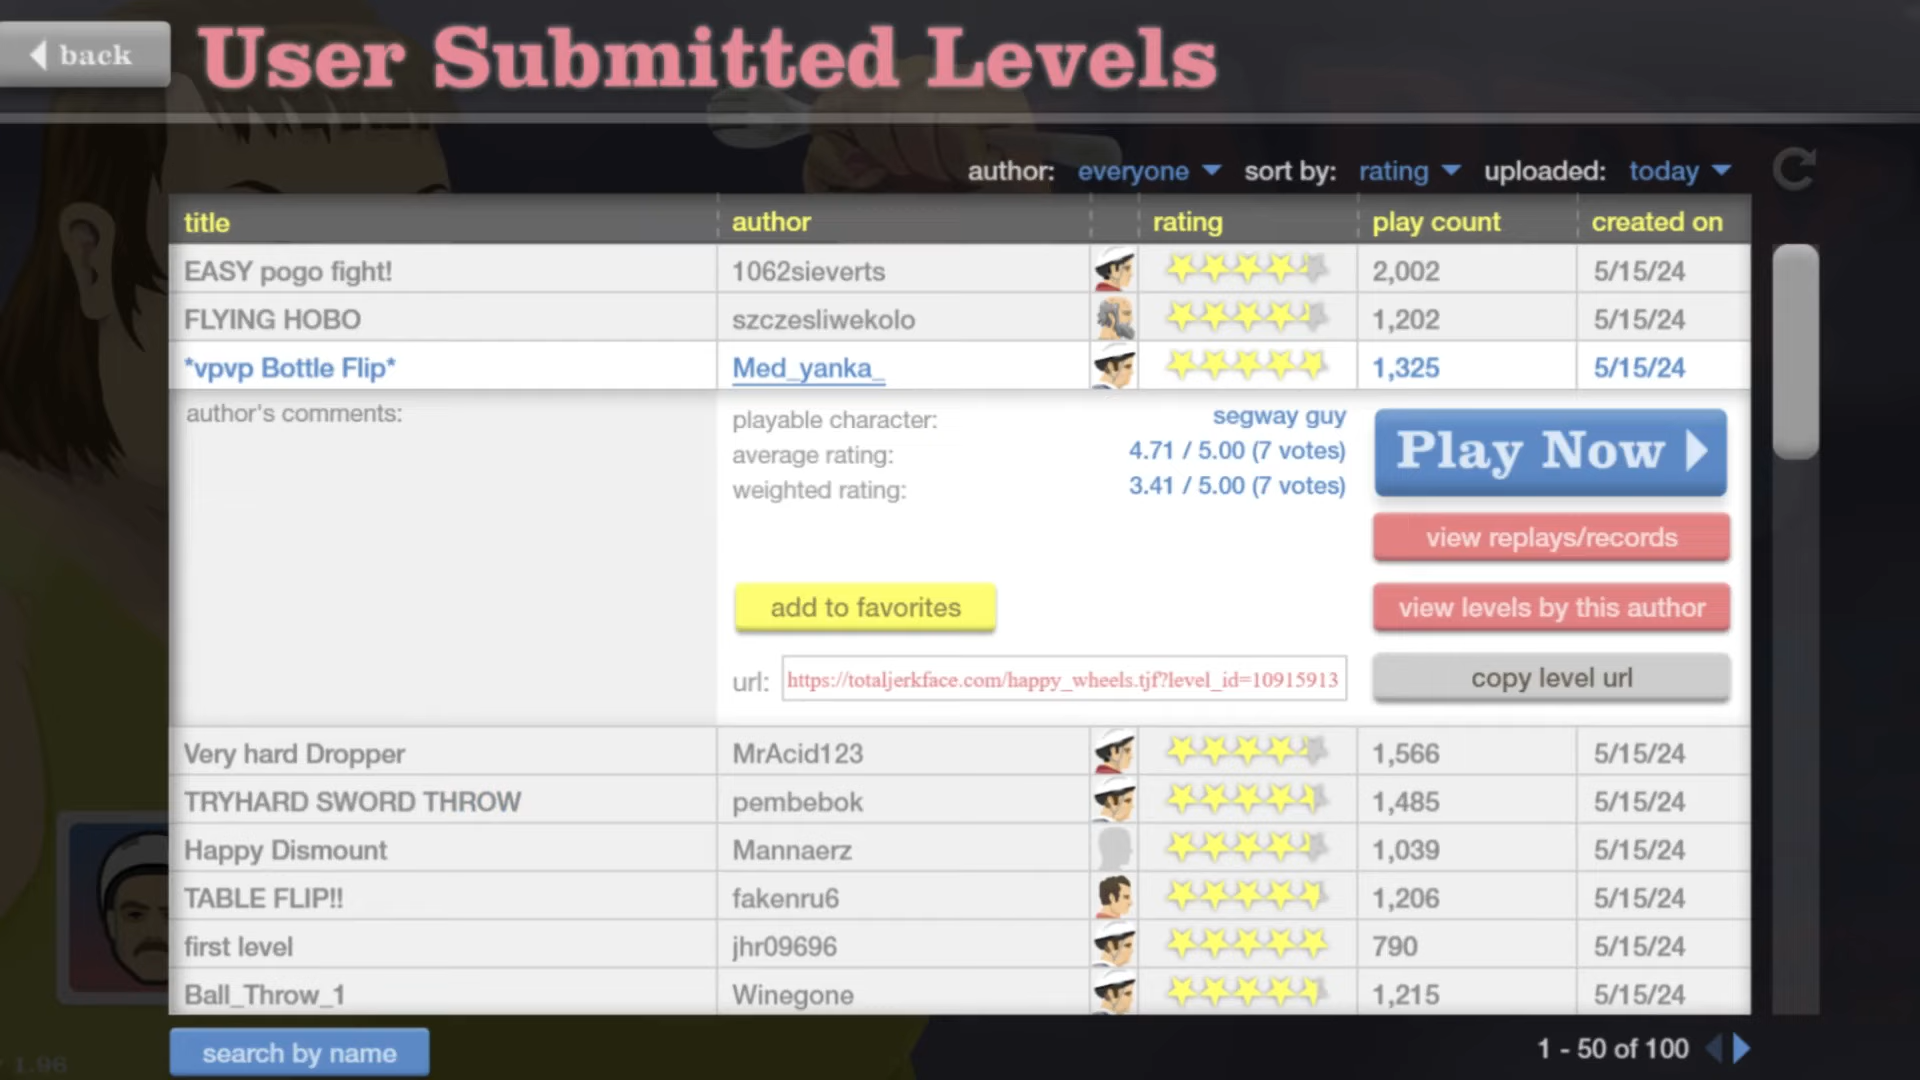 back
User Submitted Levels
author: everyone sort by: rating uploaded: today
title author rating play count created on
EASY pogo fight! 1062sieverts 2,002 5/15/24
FLYING HOBO szczesliwekolo 1,202 5/15/24
*vpvp Bottle Flip* Med_yanka_ 1,325 5/15/24
author's comments:
playable character: segway guy
average rating: 4.71 / 5.00 (7 votes)
weighted rating: 3.41 / 5.00 (7 votes)
Play Now
view replays/records
add to favorites
view levels by this author
url: https://totaljerkface.com/happy_wheels.tjf?level_id=10915913
copy level url
Very hard Dropper MrAcid123 1,566 5/15/24
TRYHARD SWORD THROW pembebok 1,485 5/15/24
Happy Dismount Mannaerz 1,039 5/15/24
TABLE FLIP!! fakenru6 1,206 5/15/24
first level jhr09696 790 5/15/24
Ball_Throw_1 Winegone 1,215 5/15/24
search by name
1 - 50 of 100
1.96